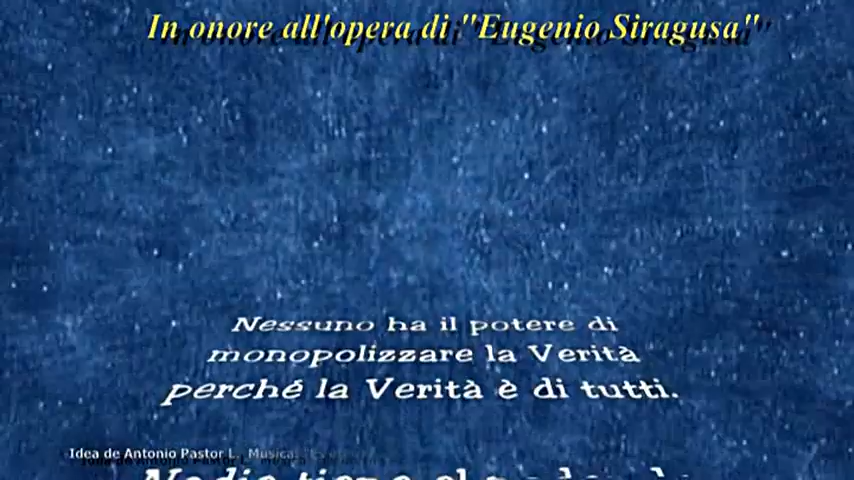 In onore all'opera di "Eugenio Siragusa"
Nessuno ha il potere di
monopolizzare la Verità
perché la Verità è di tutti.
Idea de Antonio Pastor L. Musica: